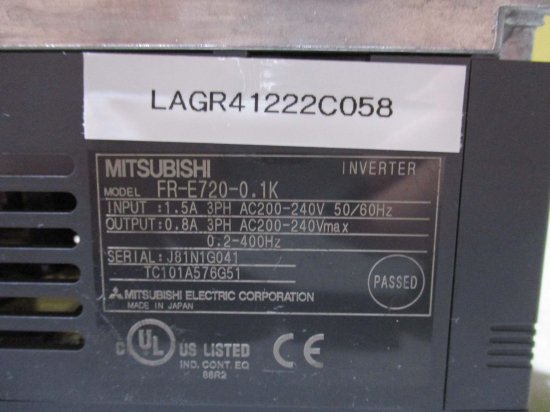 LAGR41222C058
MITSUBISHI INVERTER
MODEL FR-E720-0.1K
INPUT :1.5A 3PH AC200-240V 50/60Hz
OUTPUT:0.8A 3PH AC200-240Vmax
0.2-400Hz
SERIAL:J81N1G041
TC101A576G51
PASSED
MITSUBISHI ELECTRIC CORPORATION
MADE IN JAPAN
C UL US LISTED
IND. CONT. EQ
86R2
CE